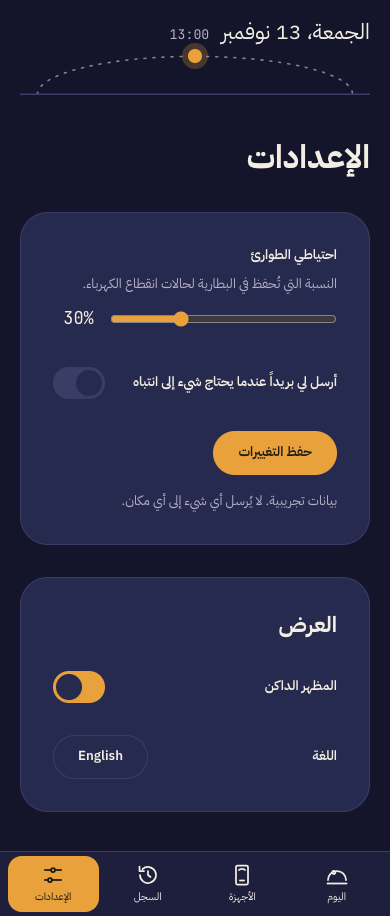 الجمعة، 13 نوفمبر 13:00
الإعدادات
احتياطي الطوارئ
النسبة التي تُحفظ في البطارية لحالات انقطاع الكهرباء.
30%
أرسل لي بريداً عندما يحتاج شيء إلى انتباه
حفظ التغييرات
بيانات تجريبية. لا يُرسل أي شيء إلى أي مكان.
العرض
المظهر الداكن
اللغة English
اليوم الأجهزة السجل الإعدادات